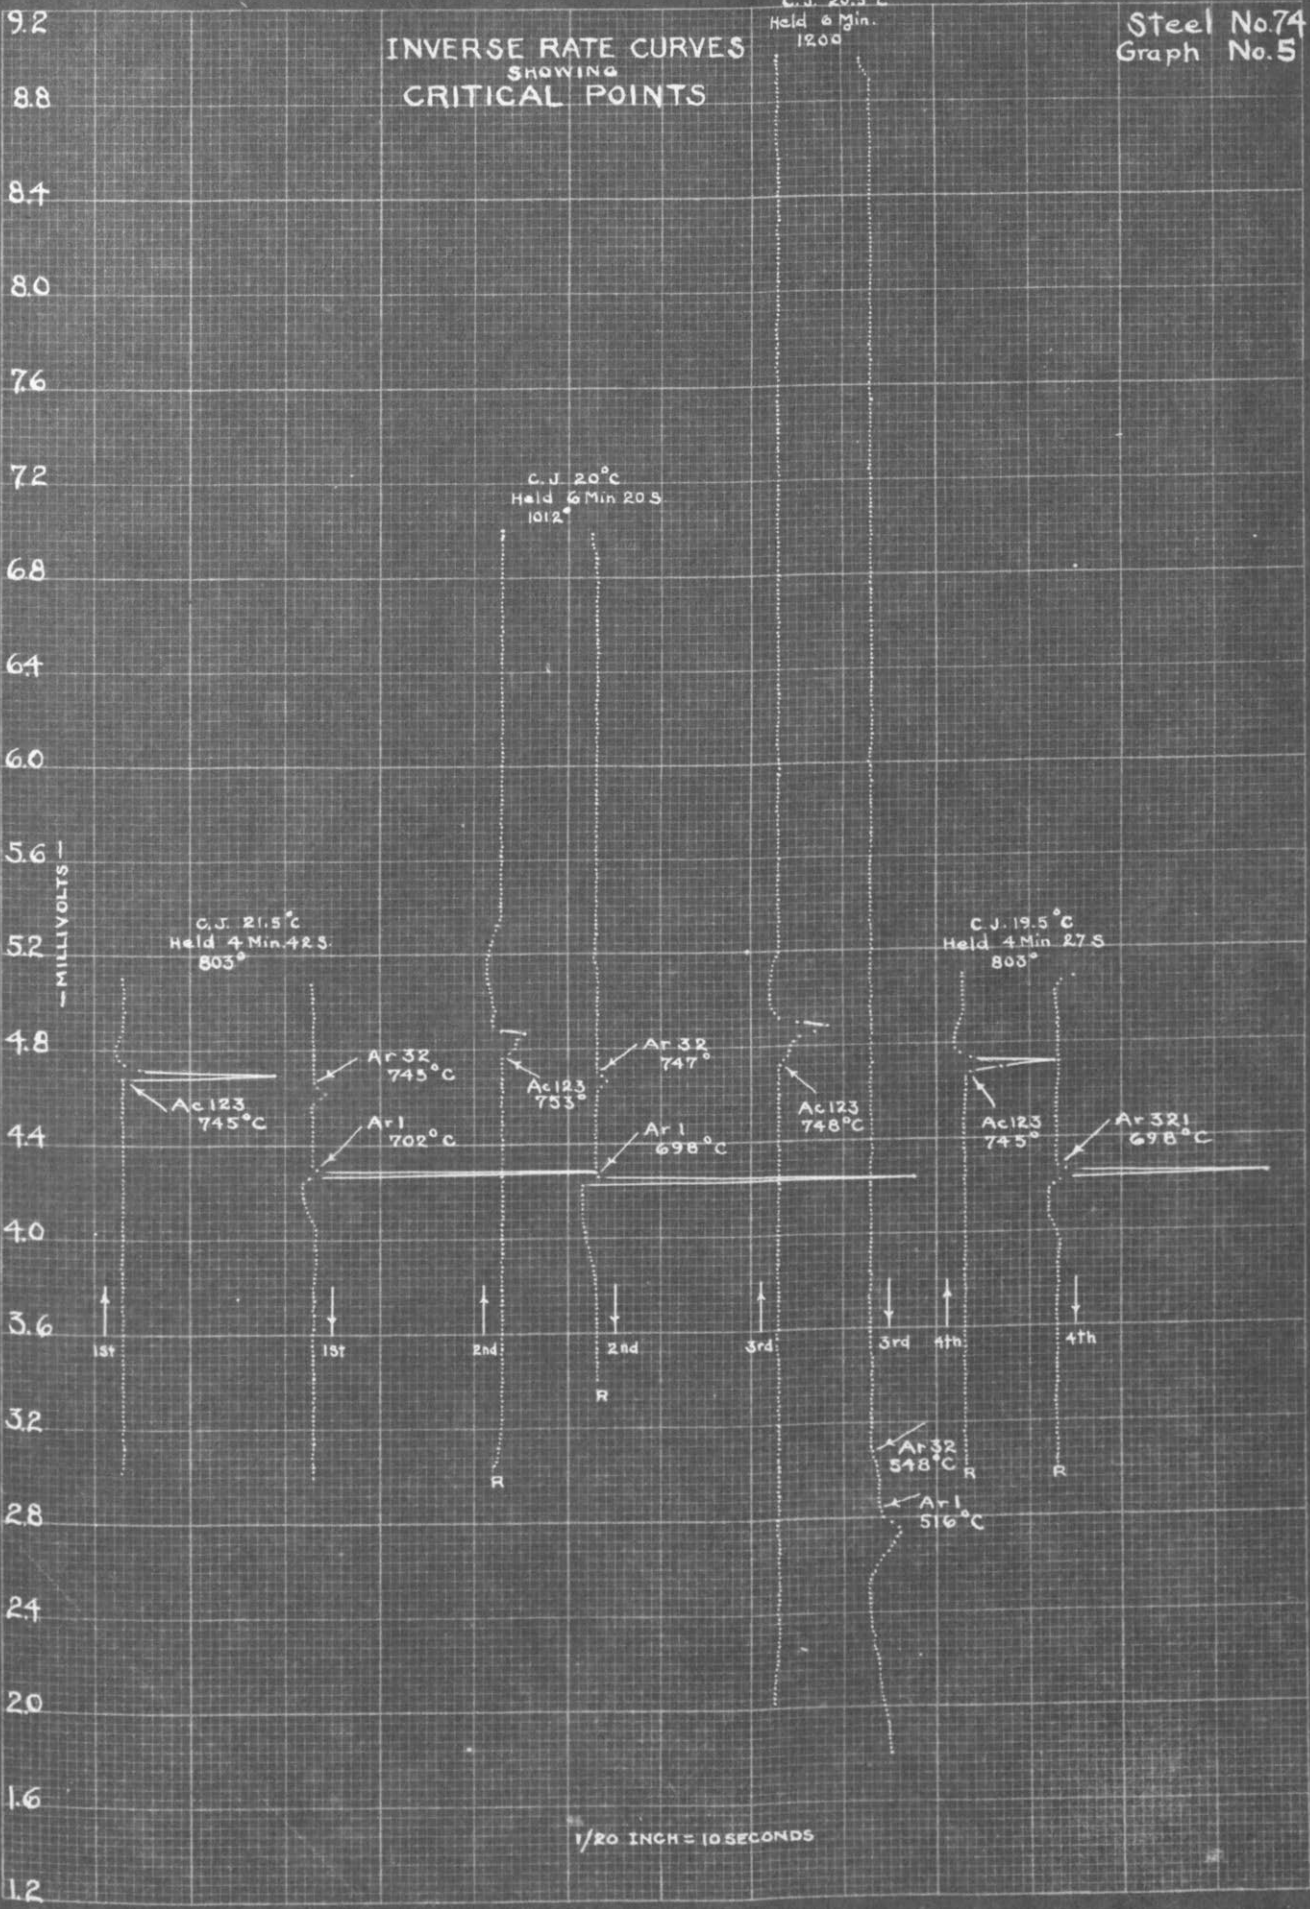 C.J. 20.5°C
Held 6 Min.
1200°
Steel No.74
Graph No.5
INVERSE RATE CURVES
SHOWING
CRITICAL POINTS
9.2
8.8
8.4
8.0
7.6
7.2
6.8
6.4
6.0
5.6
5.2
4.8
4.4
4.0
3.6
3.2
2.8
2.4
2.0
1.6
1.2
— MILLIVOLTS —
C.J. 20°C
Held 6 Min 20 S.
1012°
C.J. 21.5°C
Held 4 Min. 42 S.
803°
C.J. 19.5°C
Held 4 Min 27 S
803°
Ac 123
745°C
Ar 32
745°C
Ar 1
702°C
Ac 123
753°
Ar 32
747°
Ar 1
698°C
Ac 123
748°C
Ac 123
745°
Ar 321
698°C
1st
1st
2nd
2nd
3rd
3rd
4th
4th
R
Ar 32
548°C
R
R
R
Ar 1
516°C
1/20 INCH = 10 SECONDS